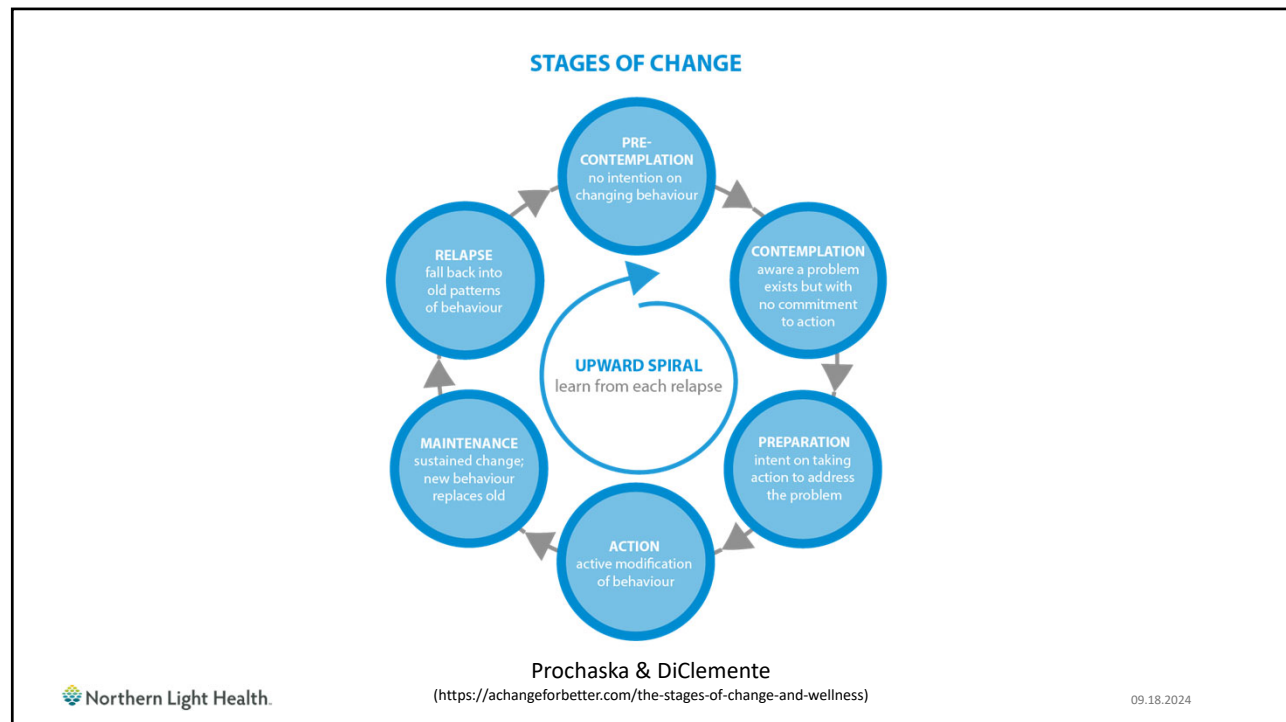 STAGES OF CHANGE
PRE-
CONTEMPLATION
no intention on
changing behaviour
CONTEMPLATION
aware a problem
exists but with
no commitment
to action
PREPARATION
intent on taking
action to address
the problem
ACTION
active modification
of behaviour
MAINTENANCE
sustained change;
new behaviour
replaces old
RELAPSE
fall back into
old patterns
of behaviour
UPWARD SPIRAL
learn from each relapse
Prochaska & DiClemente
(https://achangeforbetter.com/the-stages-of-change-and-wellness)
Northern Light Health.
09.18.2024